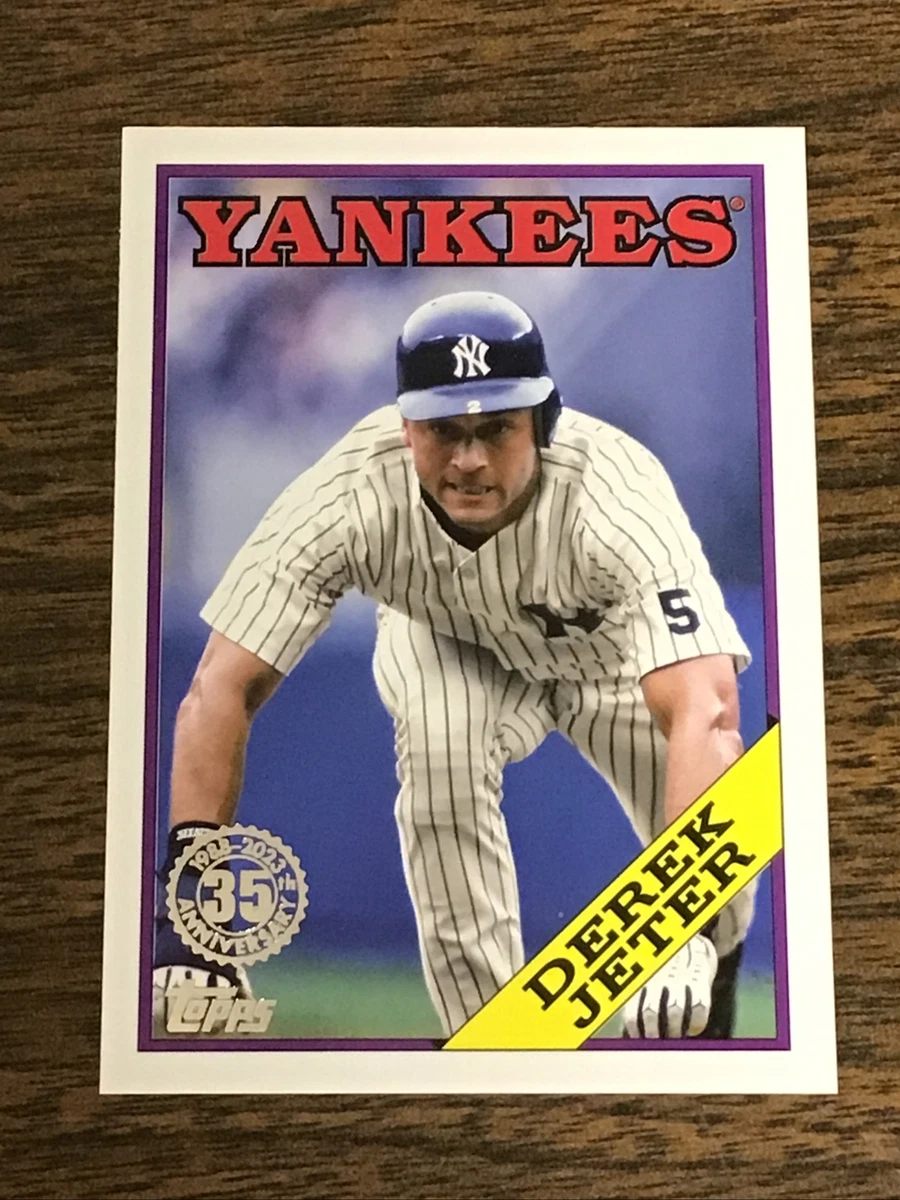 YANKEES®
NY
2
5
1988-2023
35th
ANNIVERSARY
Topps
DEREK
JETER